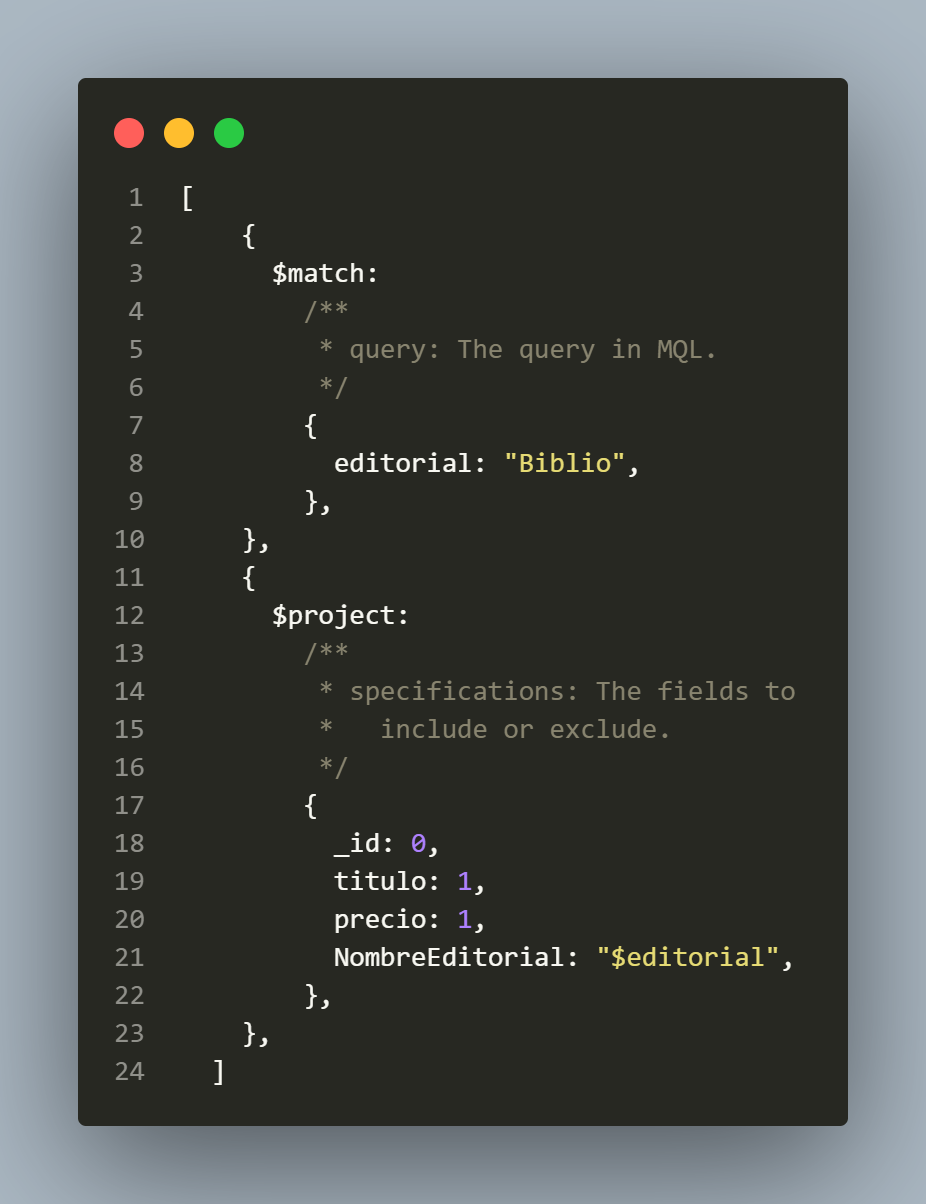 1 [
2     {
3       $match:
4         /**
5          * query: The query in MQL.
6          */
7         {
8           editorial: "Biblio",
9         },
10     },
11     {
12       $project:
13         /**
14          * specifications: The fields to
15          *   include or exclude.
16          */
17         {
18           _id: 0,
19           titulo: 1,
20           precio: 1,
21           NombreEditorial: "$editorial",
22         },
23     },
24   ]